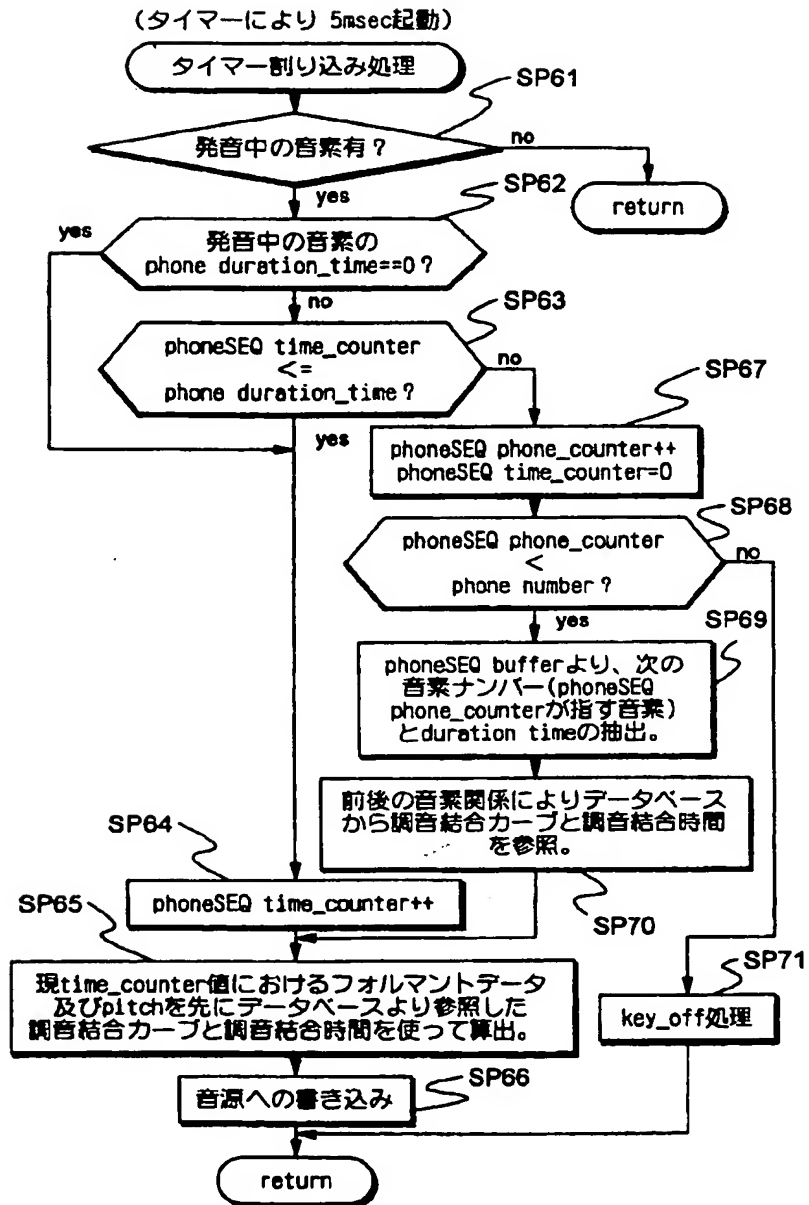 (タイマーにより 5msec起動)
タイマー割り込み処理
SP61
発音中の音素有?
no
return
yes
SP62
yes
発音中の音素の
phone duration_time==0?
no
SP63
phoneSEQ time_counter
<=
phone duration_time?
no
yes
SP67
phoneSEQ phone_counter++
phoneSEQ time_counter=0
SP68
phoneSEQ phone_counter
<
phone number?
no
yes
SP69
phoneSEQ bufferより、次の
音素ナンバー(phoneSEQ
phone_counterが指す音素)
とduration timeの抽出。
前後の音素関係によりデータベース
から調音結合カーブと調音結合時間
を参照。
SP70
SP64
phoneSEQ time_counter++
SP65
現time_counter値におけるフォルマントデータ
及びpitchを先にデータベースより参照した
調音結合カーブと調音結合時間を使って算出。
SP71
key_off処理
音源への書き込み
SP66
return